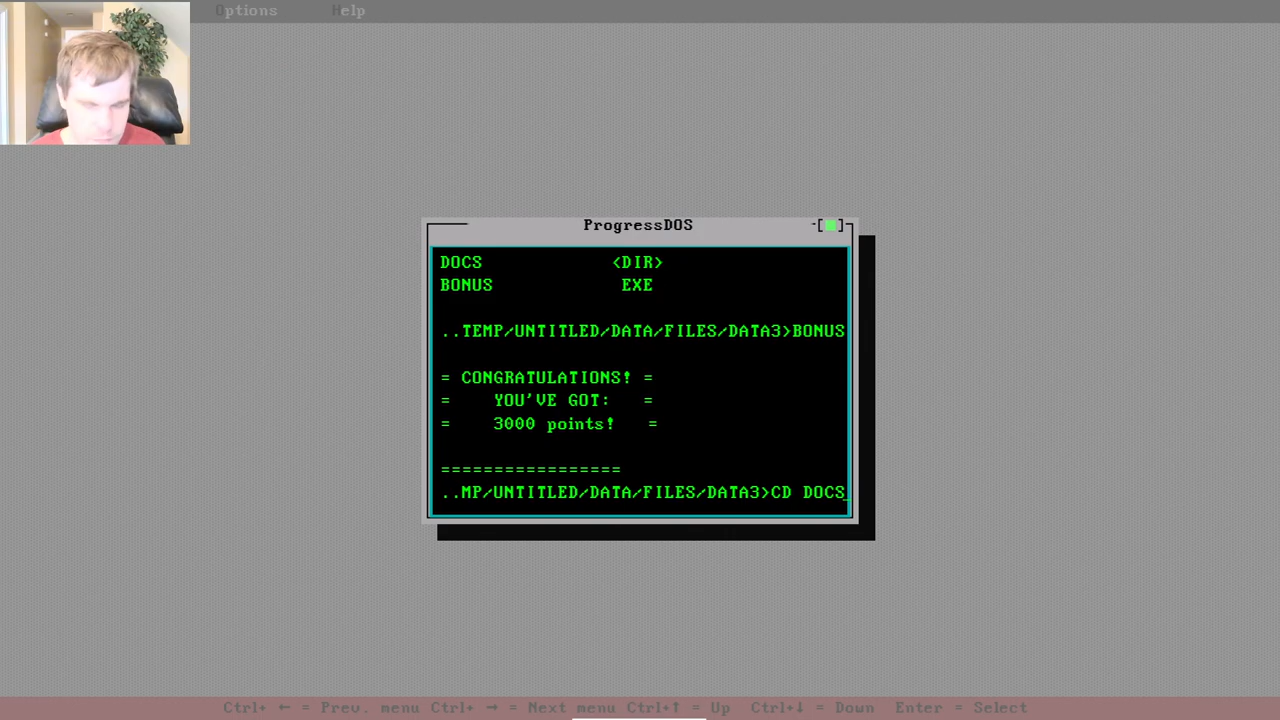 Options Help
ProgressDOS
DOCS <DIR>
BONUS EXE
..TEMP/UNTITLED/DATA/FILES/DATA3>BONUS
= CONGRATULATIONS! =
= YOU'VE GOT: =
= 3000 points! =
=================
..MP/UNTITLED/DATA/FILES/DATA3>CD DOCS_
Ctrl+ ← = Prev. menu Ctrl+ → = Next menu Ctrl+↑ = Up Ctrl+↓ = Down Enter = Select